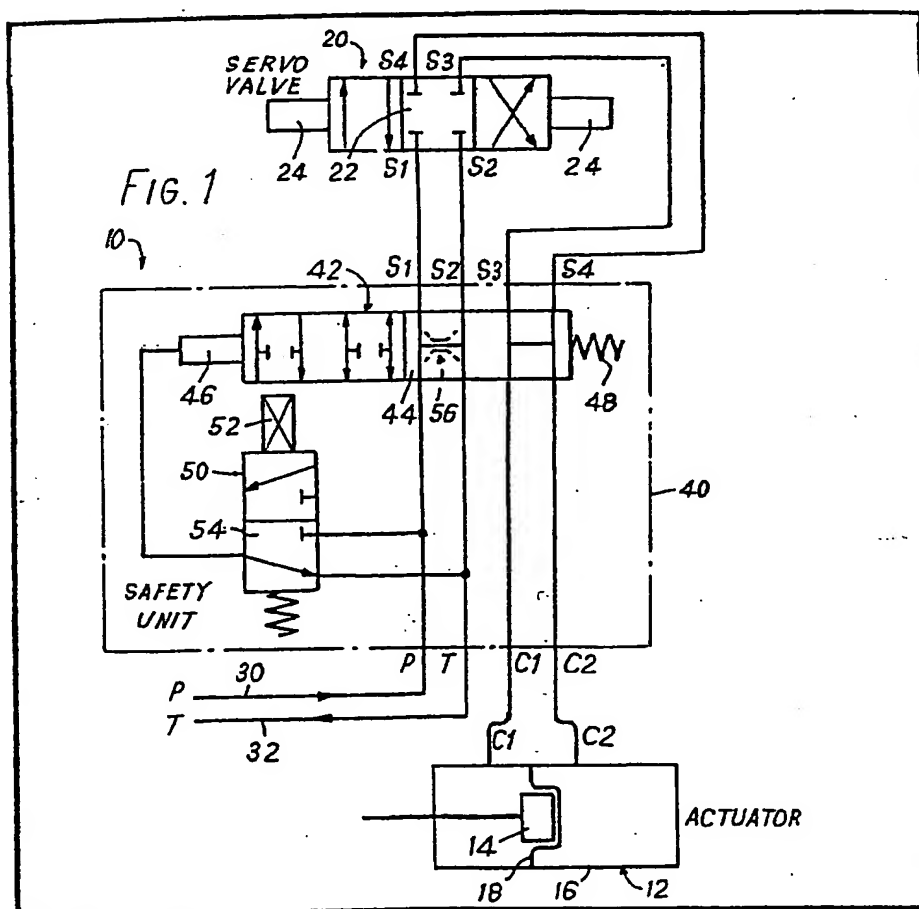 20
S4 S3
SERVO
VALVE
24
22
S1
S2
24
FIG. 1
10
42
S1 S2 S3 S4
46
44
56
48
52
50
54
40
SAFETY
UNIT
P T C1 C2
P 30
T 32
C1 C2
14
18
16
12
ACTUATOR